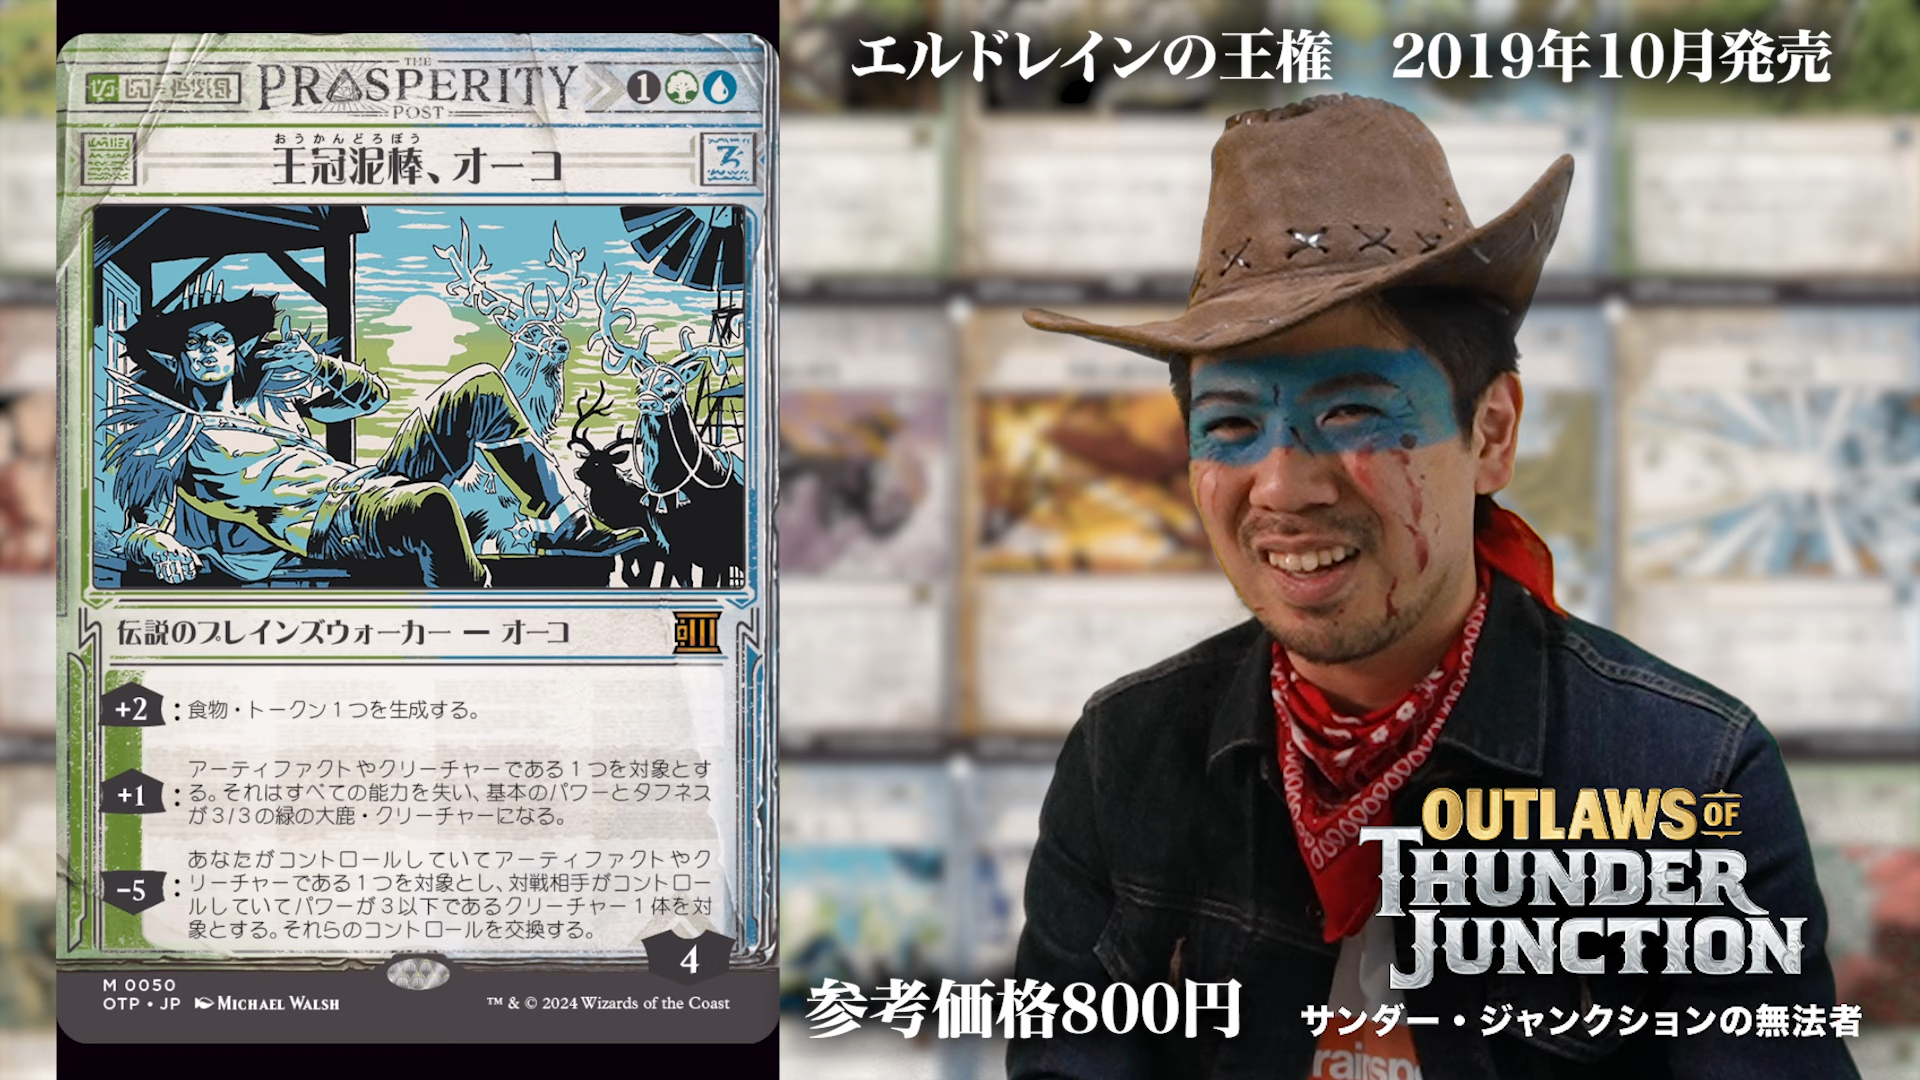 THE
PROSPERITY
POST
1
おうかんどろぼう
王冠泥棒、オーコ
伝説のプレインズウォーカー ー オーコ
+2：食物・トークン１つを生成する。
アーティファクトやクリーチャーである１つを対象とす
+1：る。それはすべての能力を失い、基本のパワーとタフネス
が３/３の緑の大鹿・クリーチャーになる。
あなたがコントロールしていてアーティファクトやク
-5：リーチャーである１つを対象とし、対戦相手がコントロー
ルしていてパワーが３以下であるクリーチャー１体を対
象とする。それらのコントロールを交換する。
4
M 0050
OTP • JP MICHAEL WALSH
™ & © 2024 Wizards of the Coast
エルドレインの王権　2019年10月発売
参考価格800円
OUTLAWS OF
THUNDER
JUNCTION
サンダー・ジャンクションの無法者